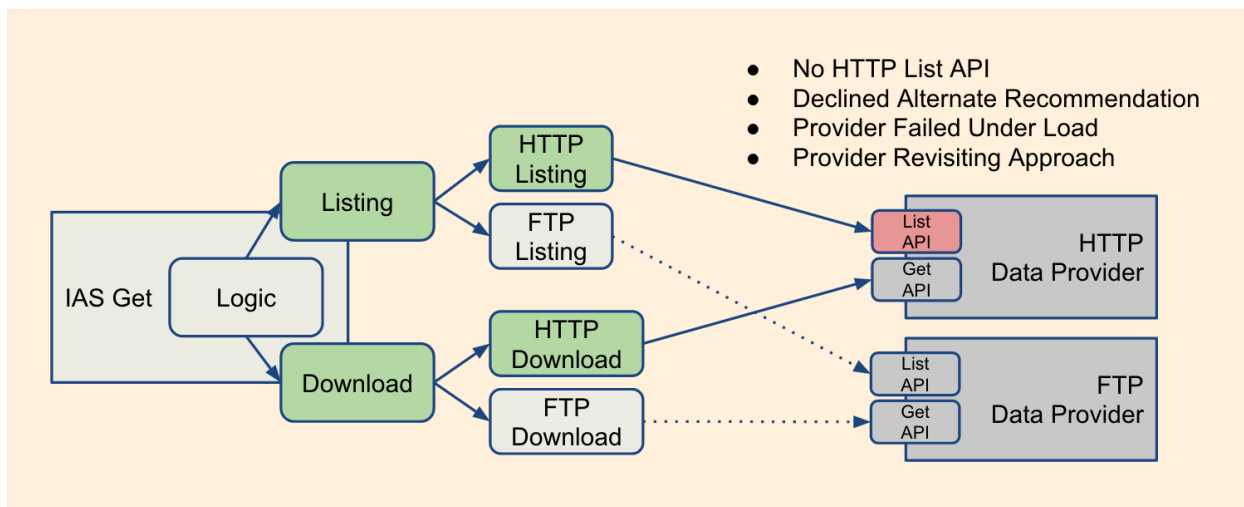 ● No HTTP List API
● Declined Alternate Recommendation
● Provider Failed Under Load
● Provider Revisiting Approach
IAS Get
Logic
Listing
Download
HTTP
Listing
FTP
Listing
HTTP
Download
FTP
Download
List
API
Get
API
HTTP
Data Provider
List
API
Get
API
FTP
Data Provider